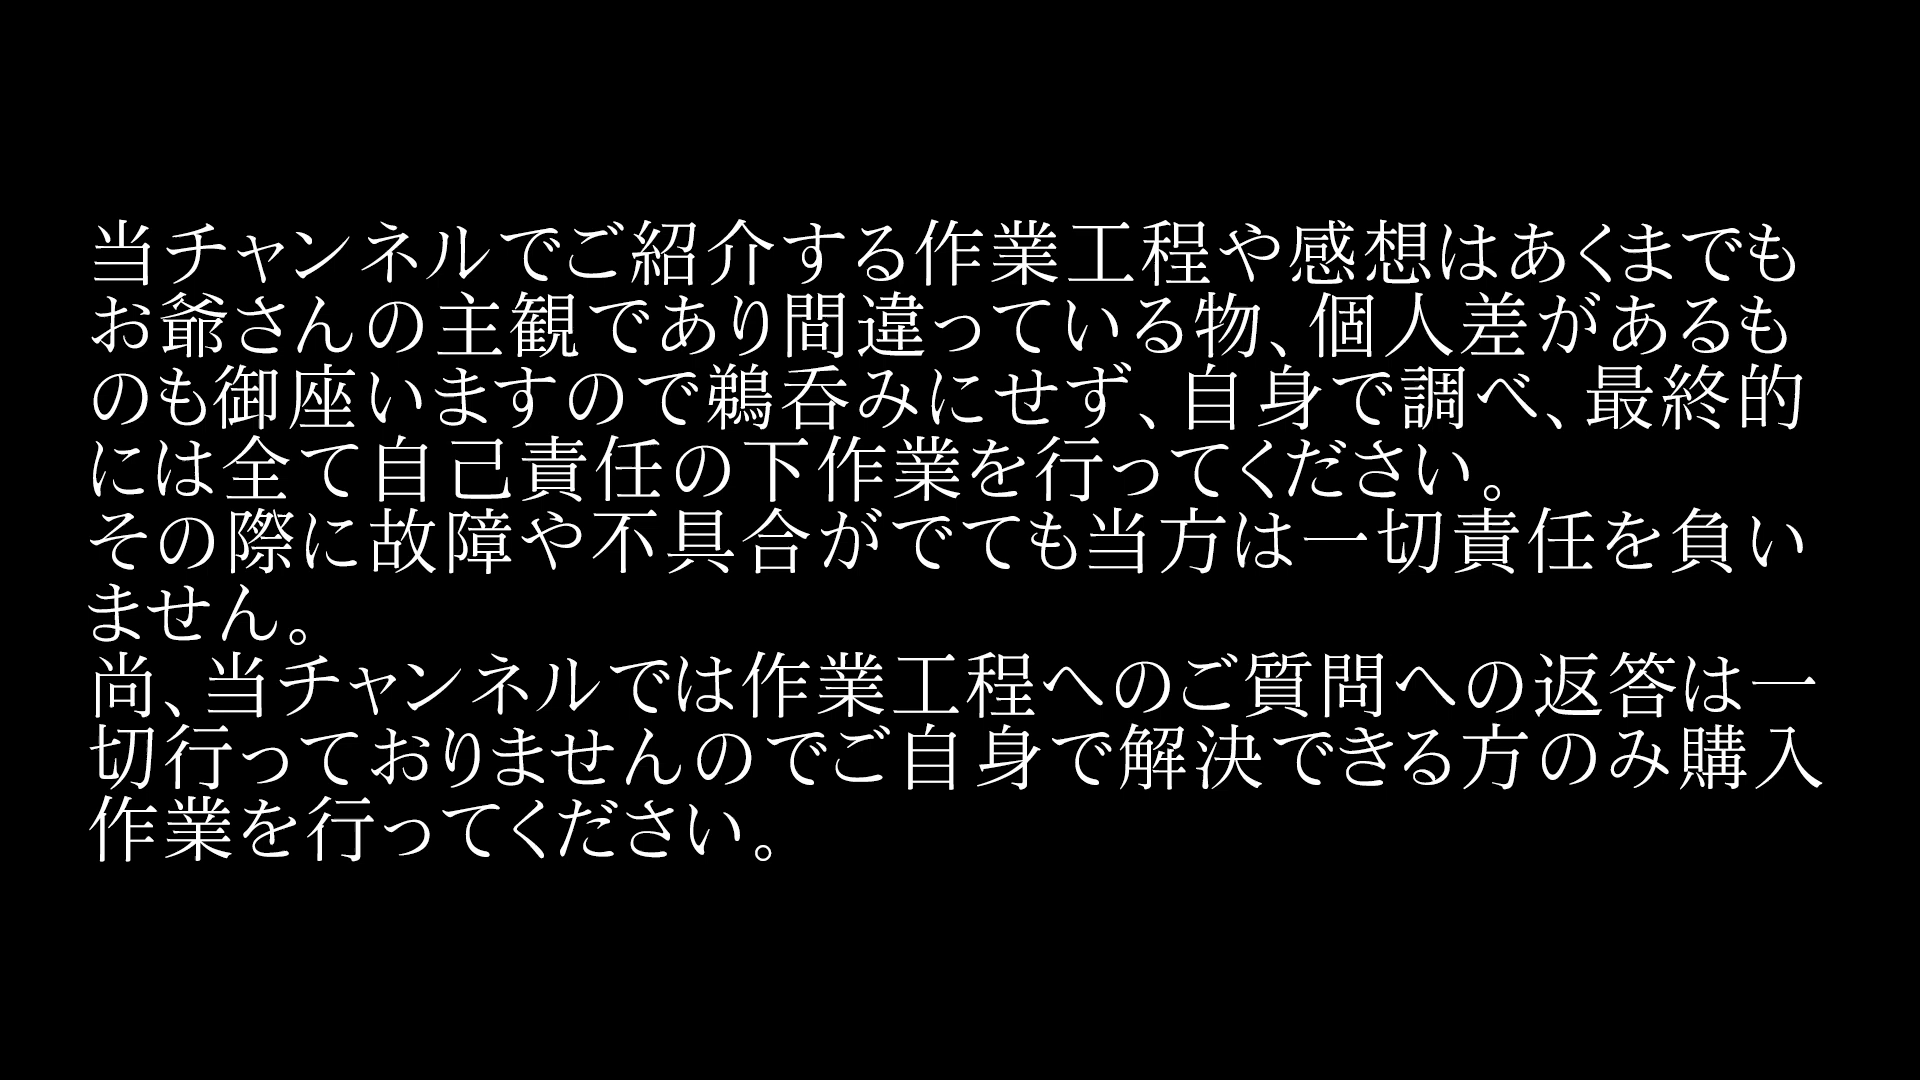 当チャンネルでご紹介する作業工程や感想はあくまでも
お爺さんの主観であり間違っている物、個人差があるも
のも御座いますので鵜呑みにせず、自身で調べ、最終的
には全て自己責任の下作業を行ってください。
その際に故障や不具合がでても当方は一切責任を負い
ません。
尚、当チャンネルでは作業工程へのご質問への返答は一
切行っておりませんのでご自身で解決できる方のみ購入
作業を行ってください。